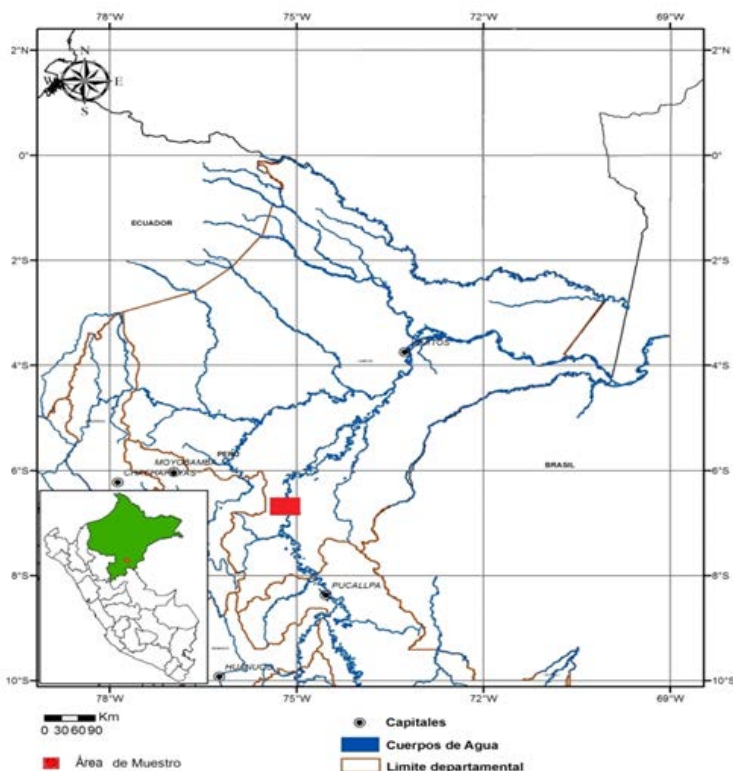 78°W 75°W 72°W 69°W
N
W E
S
2°N 2°N
0° 0°
ECUADOR
2°S 2°S
4°S 4°S
PERÚ
MOYOBAMBA
BRASIL
6°S 6°S
8°S 8°S
PUCALLPA
10°S 10°S
78°W 75°W 72°W 69°W
Km
0 30 60 90
Capitales
Cuerpos de Agua
Área de Muestro
Limite departamental